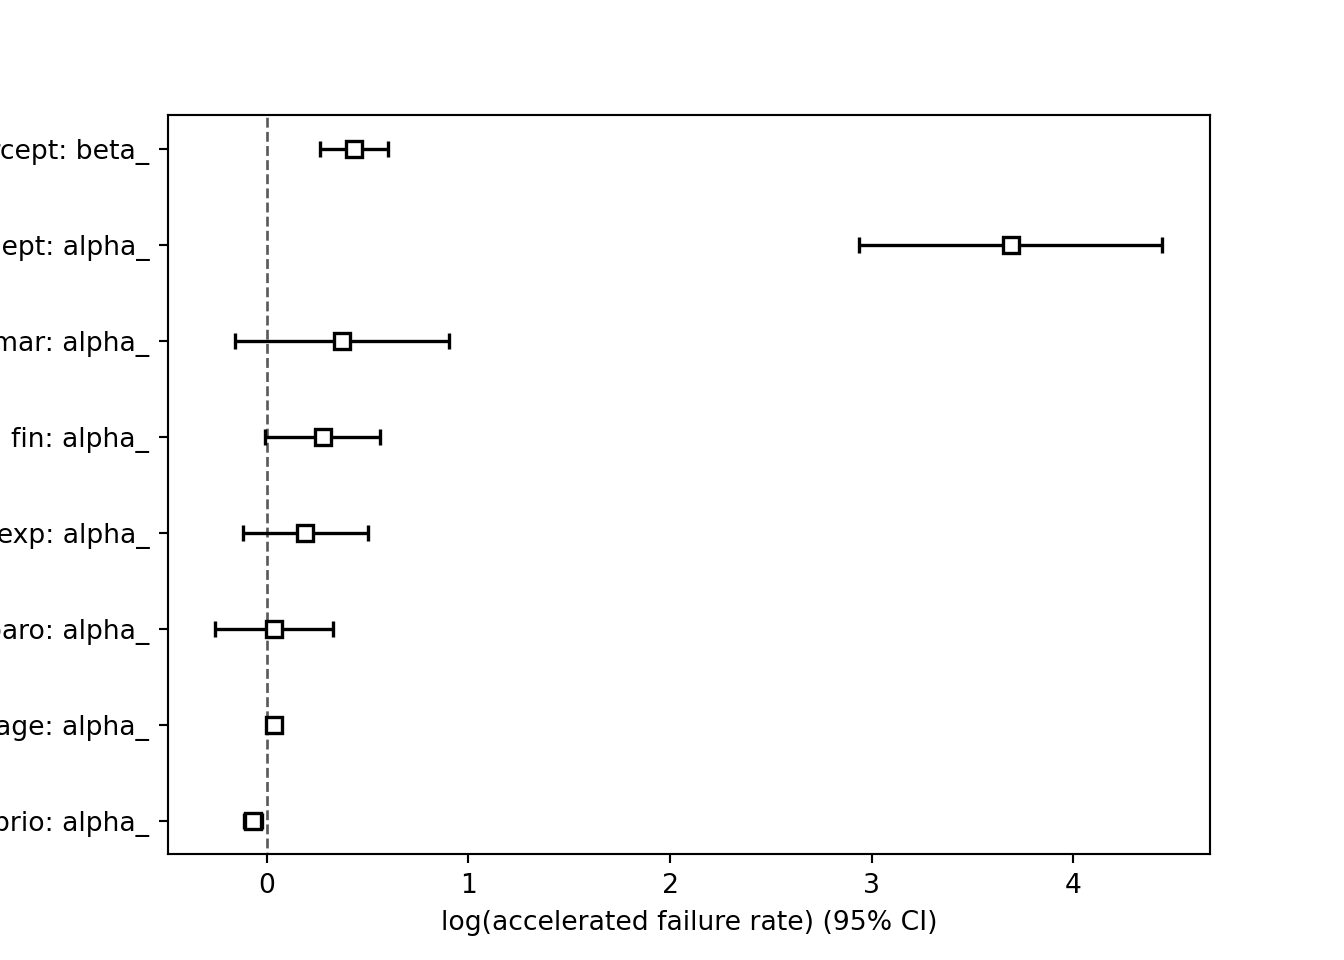 cept: beta_
ept: alpha_
mar: alpha_
fin: alpha_
exp: alpha_
paro: alpha_
age: alpha_
prio: alpha_
0 1 2 3 4
log(accelerated failure rate) (95% CI)